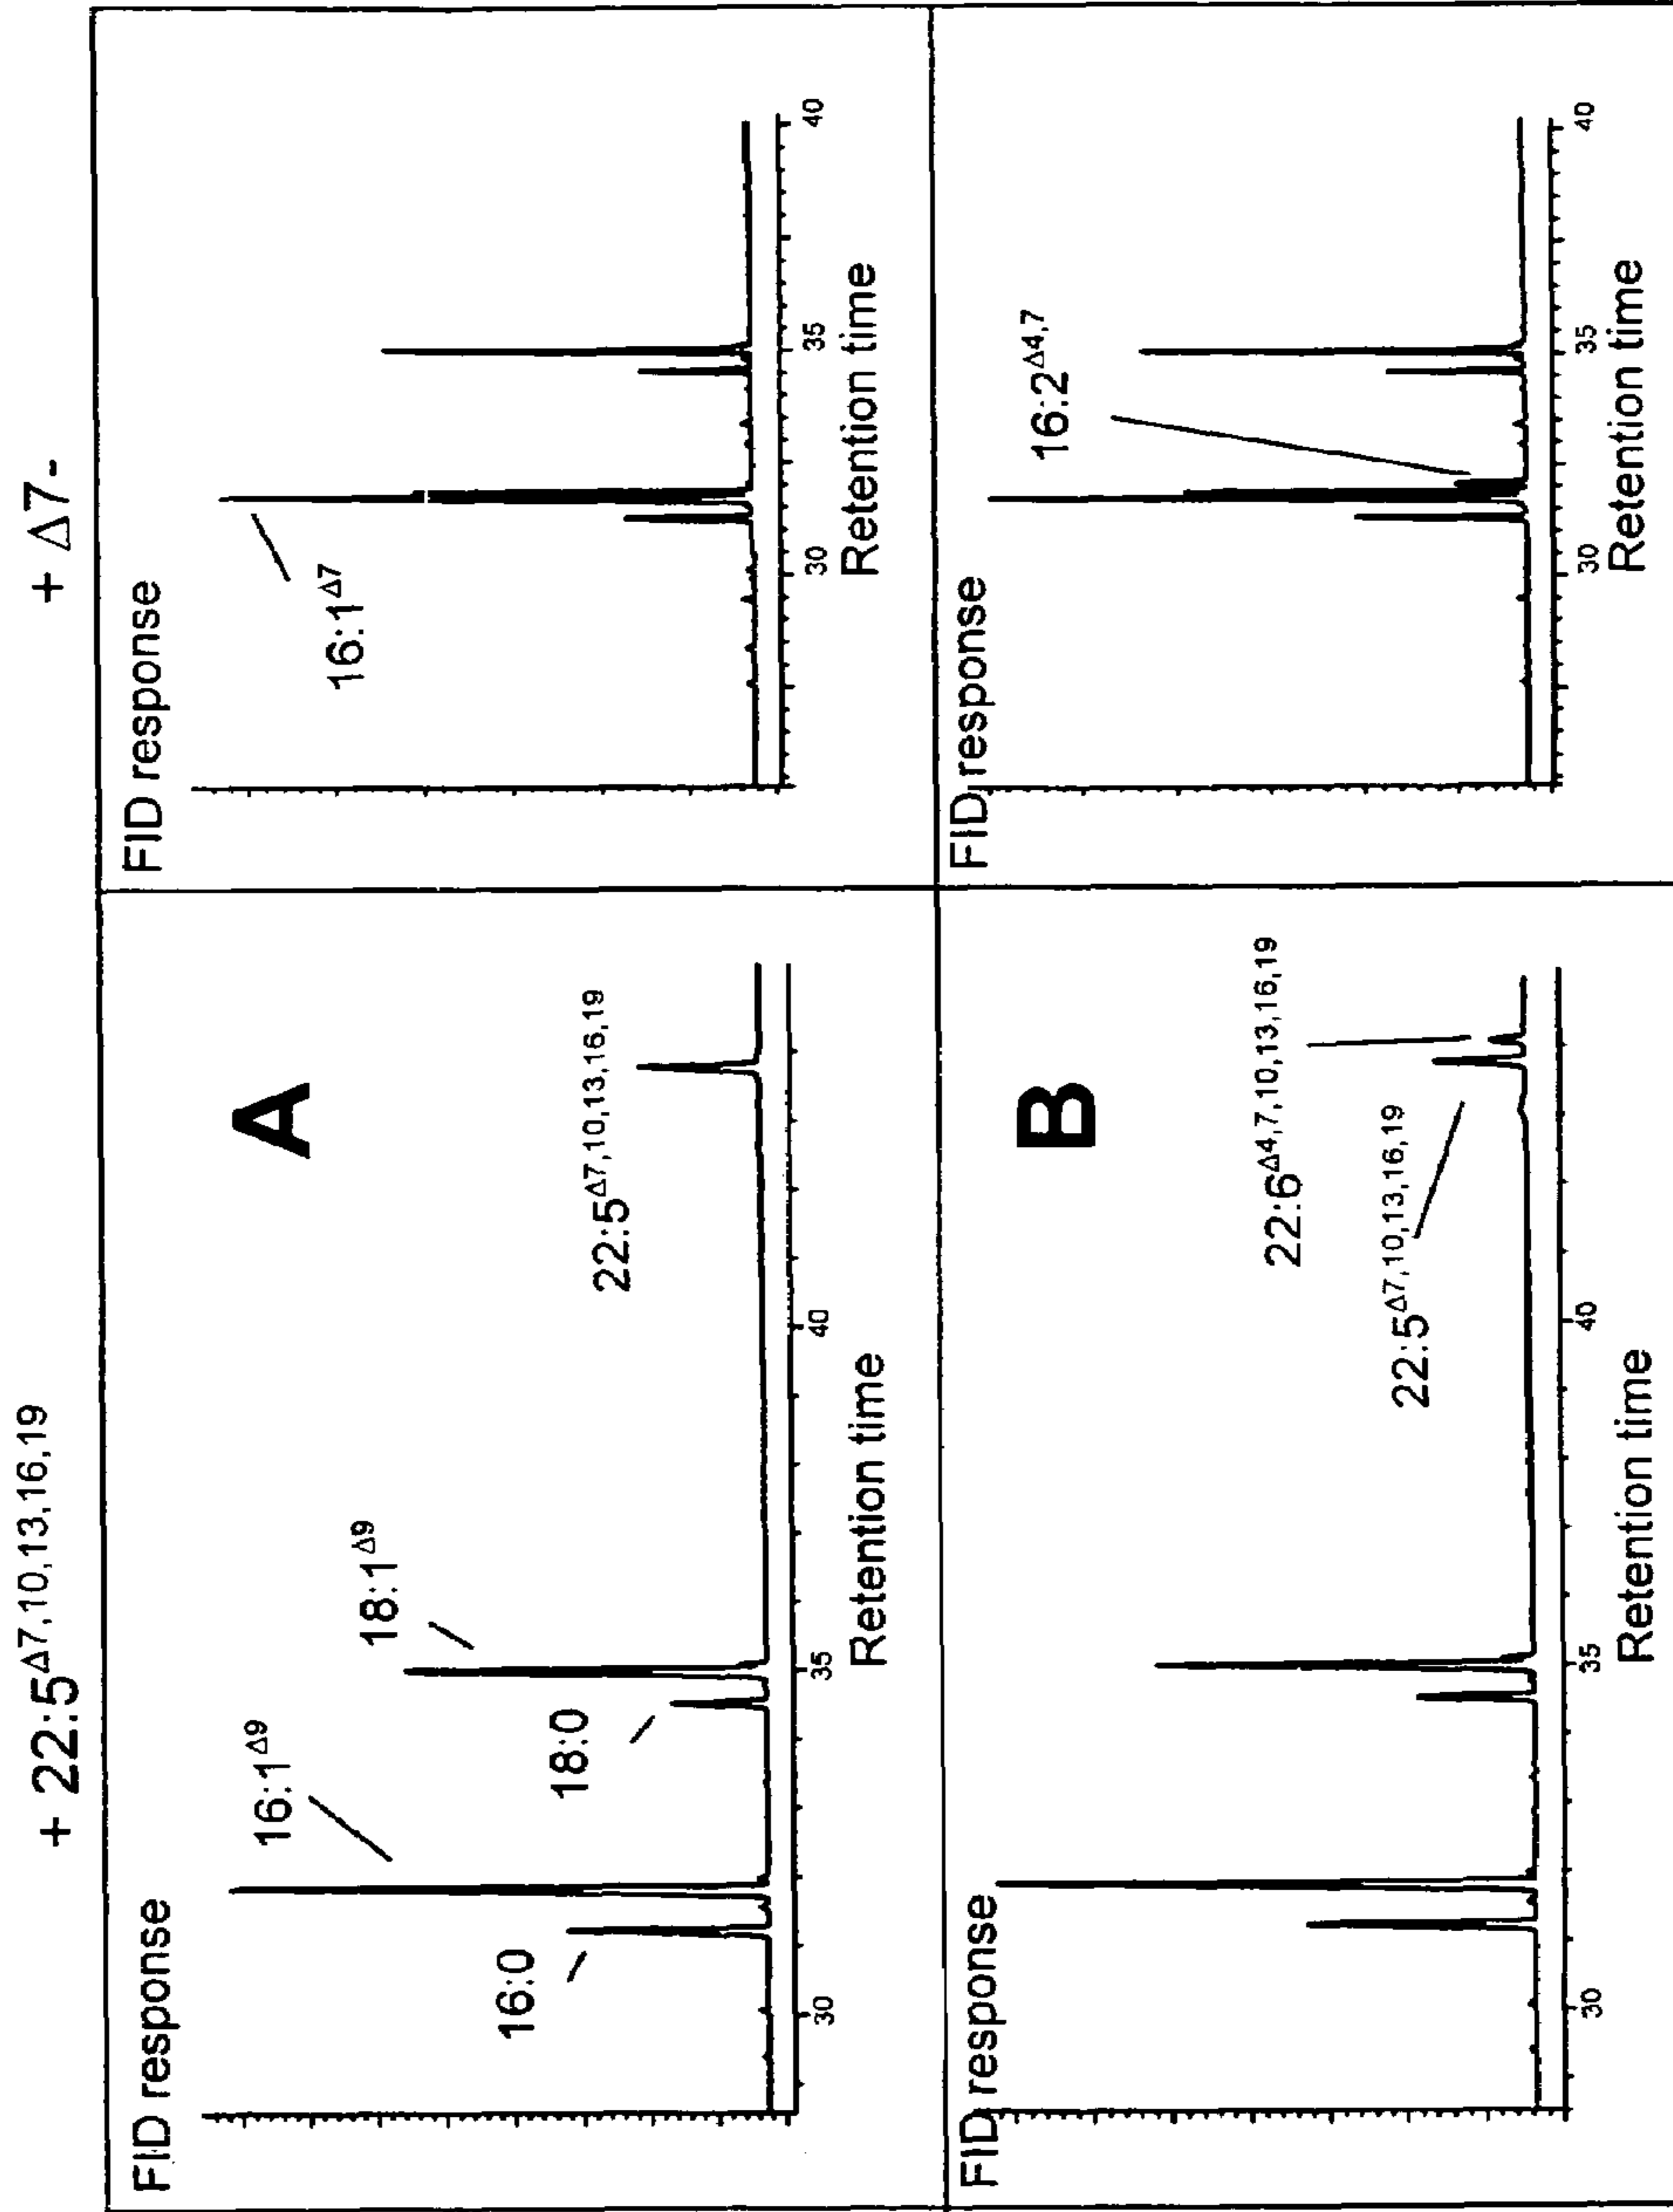 + 22:5Δ7,10,13,16,19
+ Δ7-
FID response
A
16:0
16:1Δ9
18:0
18:1Δ9
22:5Δ7,10,13,16,19
30
35
40
Retention time
FID response
16:1Δ7
30
35
40
Retention time
FID response
B
22:5Δ7,10,13,16,19
22:6Δ4,7,10,13,16,19
30
35
40
Retention time
FID response
16:2Δ4,7
30
35
40
Retention time